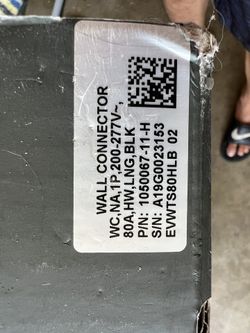 WALL CONNECTOR
WC,NA,1P,200-277V~,
80A,HW,LNG,BLK
P/N: 1050067-11-H
S/N: A19G0023153
EVWTS80HLB 02